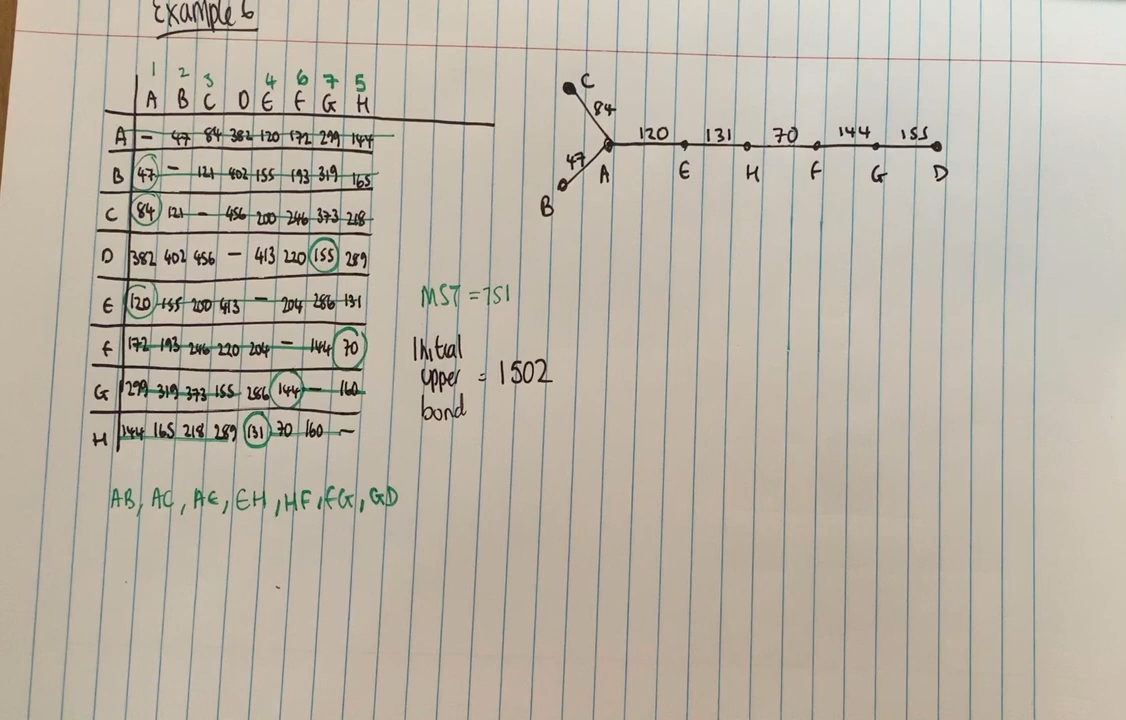 Example 6
1 2 3 4 6 7 5
A B C D E F G H
A - 47 84 382 120 172 299 144
B 47 - 121 402 155 193 319 165
C 84 121 - 456 200 246 373 218
D 382 402 456 - 413 220 155 289
E 120 155 200 413 - 204 286 131
F 172 193 246 220 204 - 144 70
G 299 319 373 155 286 144 - 160
H 144 165 218 289 131 70 160 -
AB, AC, AE, EH, HF, FG, GD
C
84
120 131 70 144 155
47
A E H F G D
B
MST = 751
Initial
upper = 1502
bond